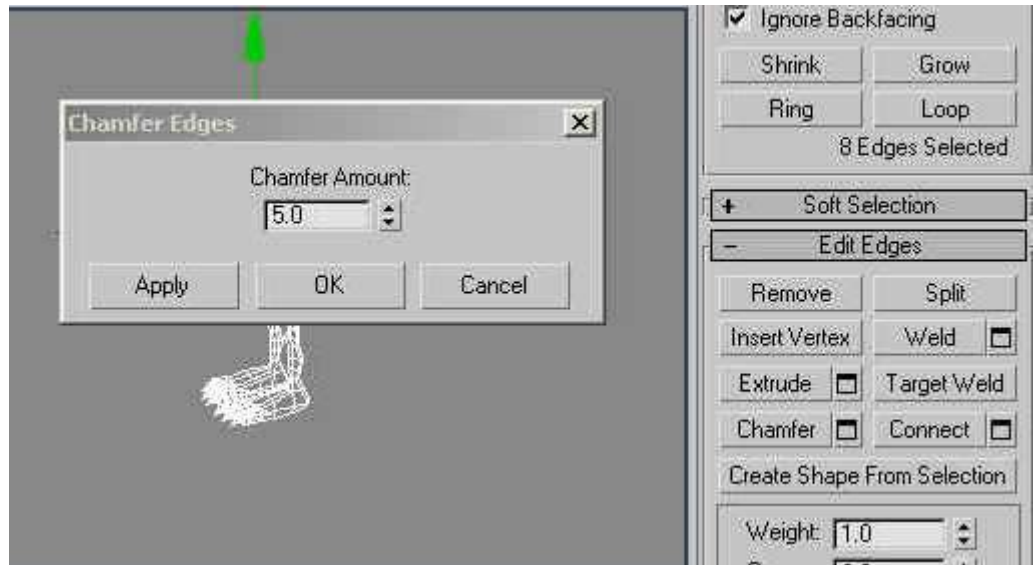 Ignore Backfacing
Shrink Grow
Ring Loop
8 Edges Selected
Chamfer Edges
Chamfer Amount:
5.0
Apply OK Cancel
+ Soft Selection
- Edit Edges
Remove Split
Insert Vertex Weld
Extrude Target Weld
Chamfer Connect
Create Shape From Selection
Weight: 1.0